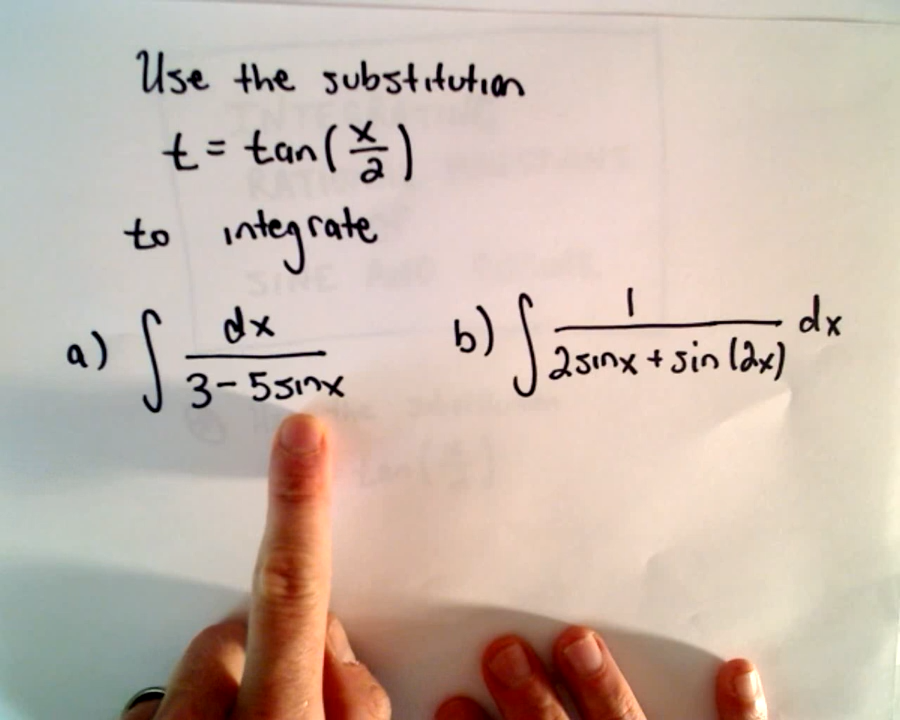 Use the substitution
t = tan(x/2)
to integrate
a) ∫ dx/(3 - 5sinx)
b) ∫ 1/(2sinx + sin(2x)) dx